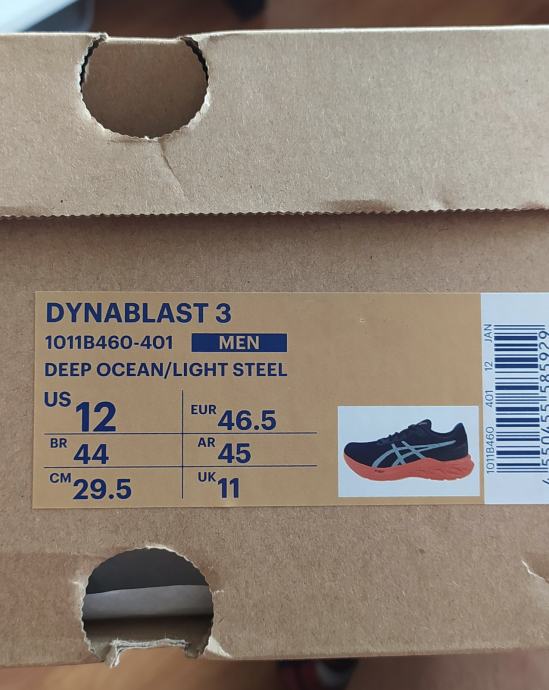 DYNABLAST 3
1011B460-401 MEN
DEEP OCEAN/LIGHT STEEL
US 12 EUR 46.5
BR 44 AR 45
CM 29.5 UK 11
1011B460 401 12 JAN